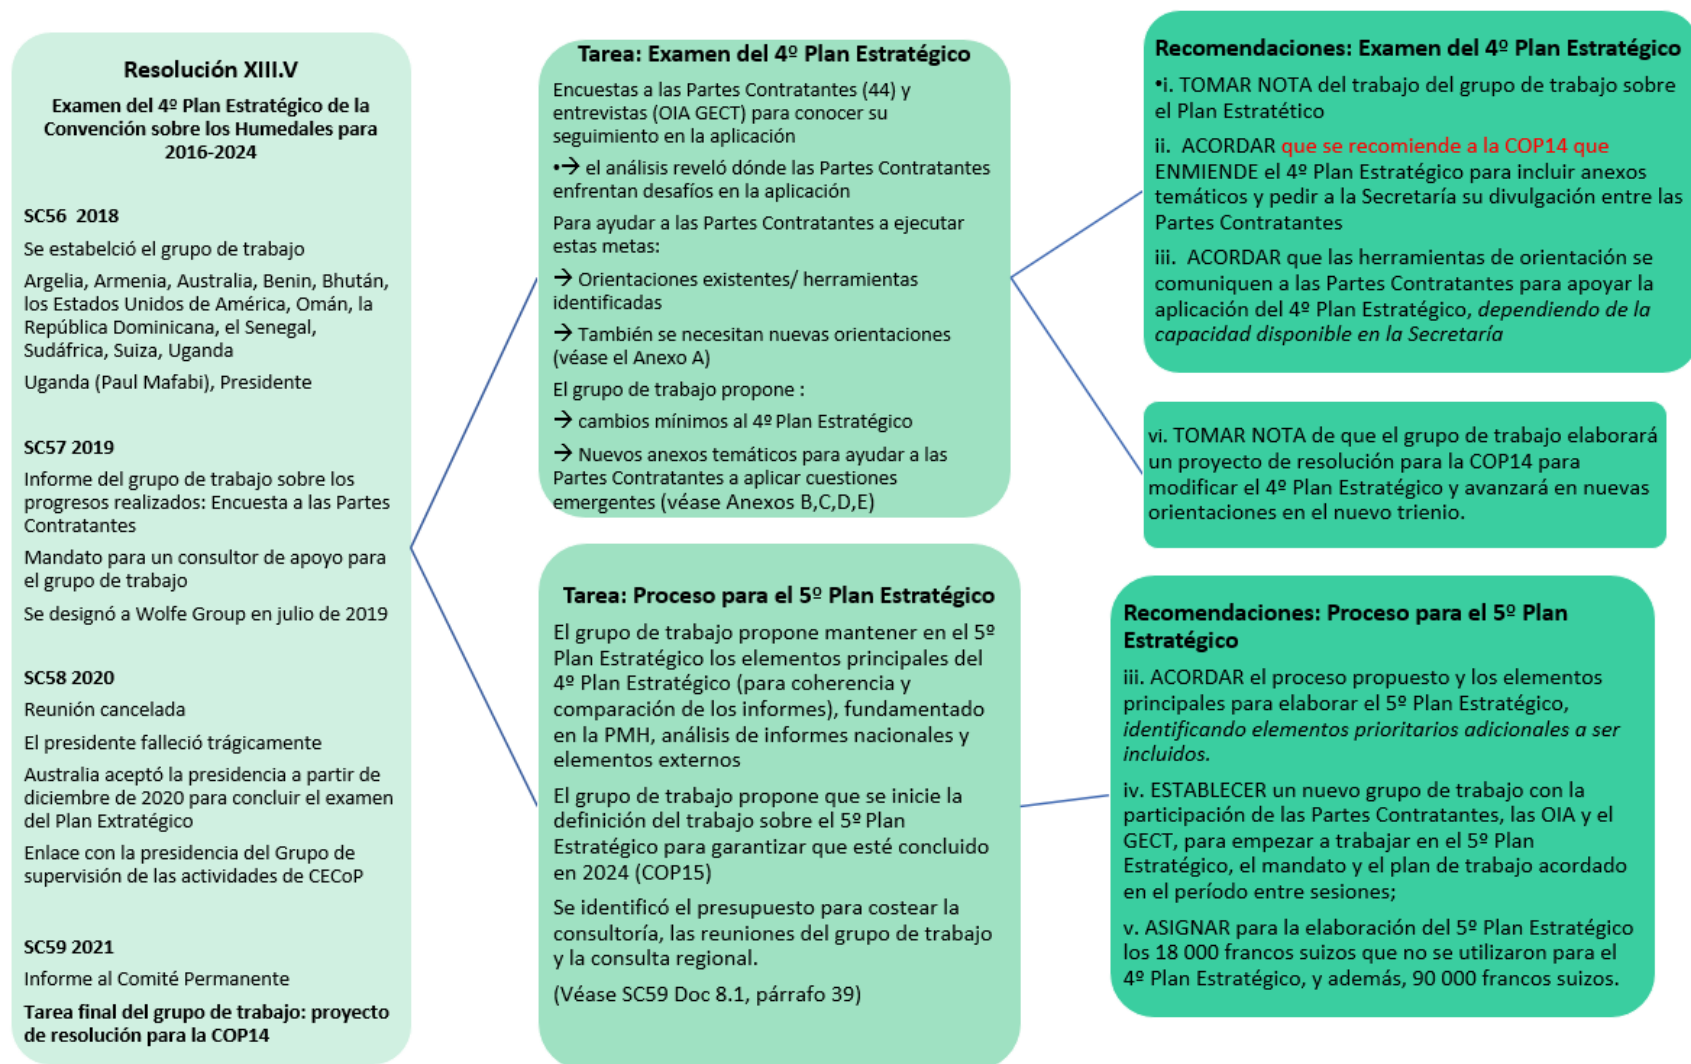 Resolución XIII.V
Examen del 4º Plan Estratégico de la
Convención sobre los Humedales para
2016-2024
SC56 2018
Se estabelció el grupo de trabajo
Argelia, Armenia, Australia, Benin, Bhután,
los Estados Unidos de América, Omán, la
República Dominicana, el Senegal,
Sudáfrica, Suiza, Uganda
Uganda (Paul Mafabi), Presidente
SC57 2019
Informe del grupo de trabajo sobre los
progresos realizados: Encuesta a las Partes
Contratantes
Mandato para un consultor de apoyo para
el grupo de trabajo
Se designó a Wolfe Group en julio de 2019
SC58 2020
Reunión cancelada
El presidente falleció trágicamente
Australia aceptó la presidencia a partir de
diciembre de 2020 para concluir el examen
del Plan Extratégico
Enlace con la presidencia del Grupo de
supervisión de las actividades de CECoP
SC59 2021
Informe al Comité Permanente
Tarea final del grupo de trabajo: proyecto
de resolución para la COP14
Tarea: Examen del 4º Plan Estratégico
Encuestas a las Partes Contratantes (44) y
entrevistas (OIA GECT) para conocer su
seguimiento en la aplicación
•→ el análisis reveló dónde las Partes Contratantes
enfrentan desafíos en la aplicación
Para ayudar a las Partes Contratantes a ejecutar
estas metas:
→ Orientaciones existentes/ herramientas
identificadas
→ También se necesitan nuevas orientaciones
(véase el Anexo A)
El grupo de trabajo propone :
→ cambios mínimos al 4º Plan Estratégico
→ Nuevos anexos temáticos para ayudar a las
Partes Contratantes a aplicar cuestiones
emergentes (véase Anexos B,C,D,E)
Tarea: Proceso para el 5º Plan Estratégico
El grupo de trabajo propone mantener en el 5º
Plan Estratégico los elementos principales del
4º Plan Estratégico (para coherencia y
comparación de los informes), fundamentado
en la PMH, análisis de informes nacionales y
elementos externos
El grupo de trabajo propone que se inicie la
definición del trabajo sobre el 5º Plan
Estratégico para garantizar que esté concluido
en 2024 (COP15)
Se identificó el presupuesto para costear la
consultoría, las reuniones del grupo de trabajo
y la consulta regional.
(Véase SC59 Doc 8.1, párrafo 39)
Recomendaciones: Examen del 4º Plan Estratégico
•i. TOMAR NOTA del trabajo del grupo de trabajo sobre
el Plan Estratético
ii. ACORDAR que se recomiende a la COP14 que
ENMIENDE el 4º Plan Estratégico para incluir anexos
temáticos y pedir a la Secretaría su divulgación entre las
Partes Contratantes
iii. ACORDAR que las herramientas de orientación se
comuniquen a las Partes Contratantes para apoyar la
aplicación del 4º Plan Estratégico, dependiendo de la
capacidad disponible en la Secretaría
vi. TOMAR NOTA de que el grupo de trabajo elaborará
un proyecto de resolución para la COP14 para
modificar el 4º Plan Estratégico y avanzará en nuevas
orientaciones en el nuevo trienio.
Recomendaciones: Proceso para el 5º Plan
Estratégico
iii. ACORDAR el proceso propuesto y los elementos
principales para elaborar el 5º Plan Estratégico,
identificando elementos prioritarios adicionales a ser
incluidos.
iv. ESTABLECER un nuevo grupo de trabajo con la
participación de las Partes Contratantes, las OIA y el
GECT, para empezar a trabajar en el 5º Plan
Estratégico, el mandato y el plan de trabajo acordado
en el período entre sesiones;
v. ASIGNAR para la elaboración del 5º Plan Estratégico
los 18 000 francos suizos que no se utilizaron para el
4º Plan Estratégico, y además, 90 000 francos suizos.